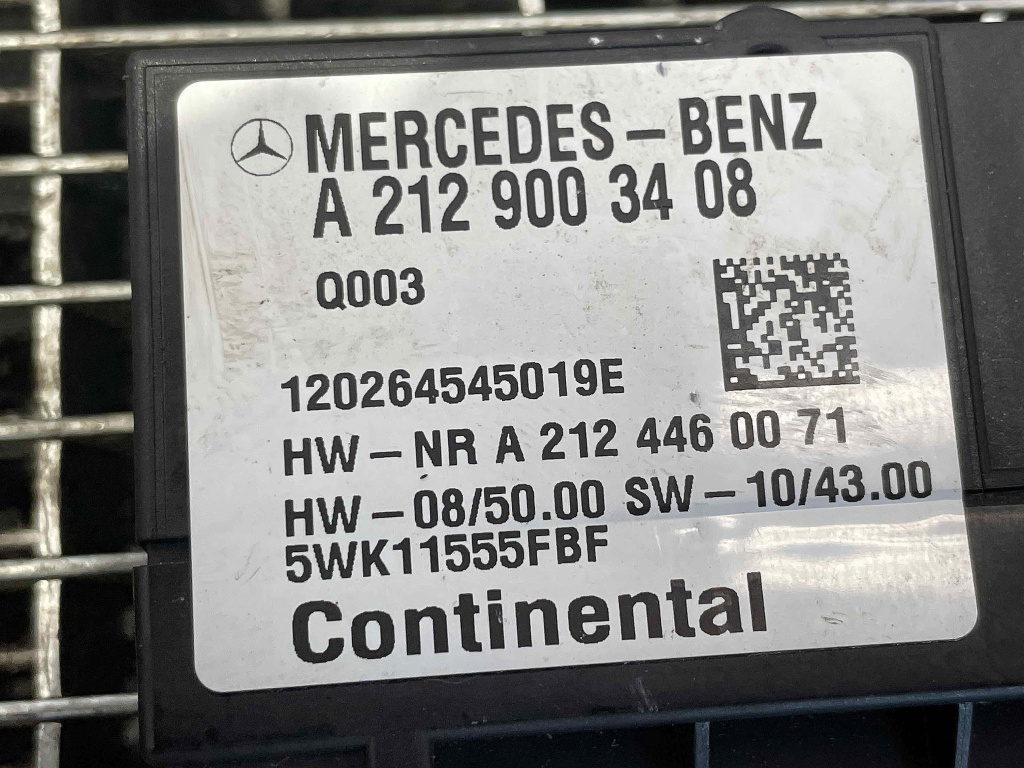 MERCEDES-BENZ
A 212 900 34 08
Q003
120264545019E
HW-NR A 212 446 00 71
HW-08/50.00 SW-10/43.00
5WK11555FBF
Continental